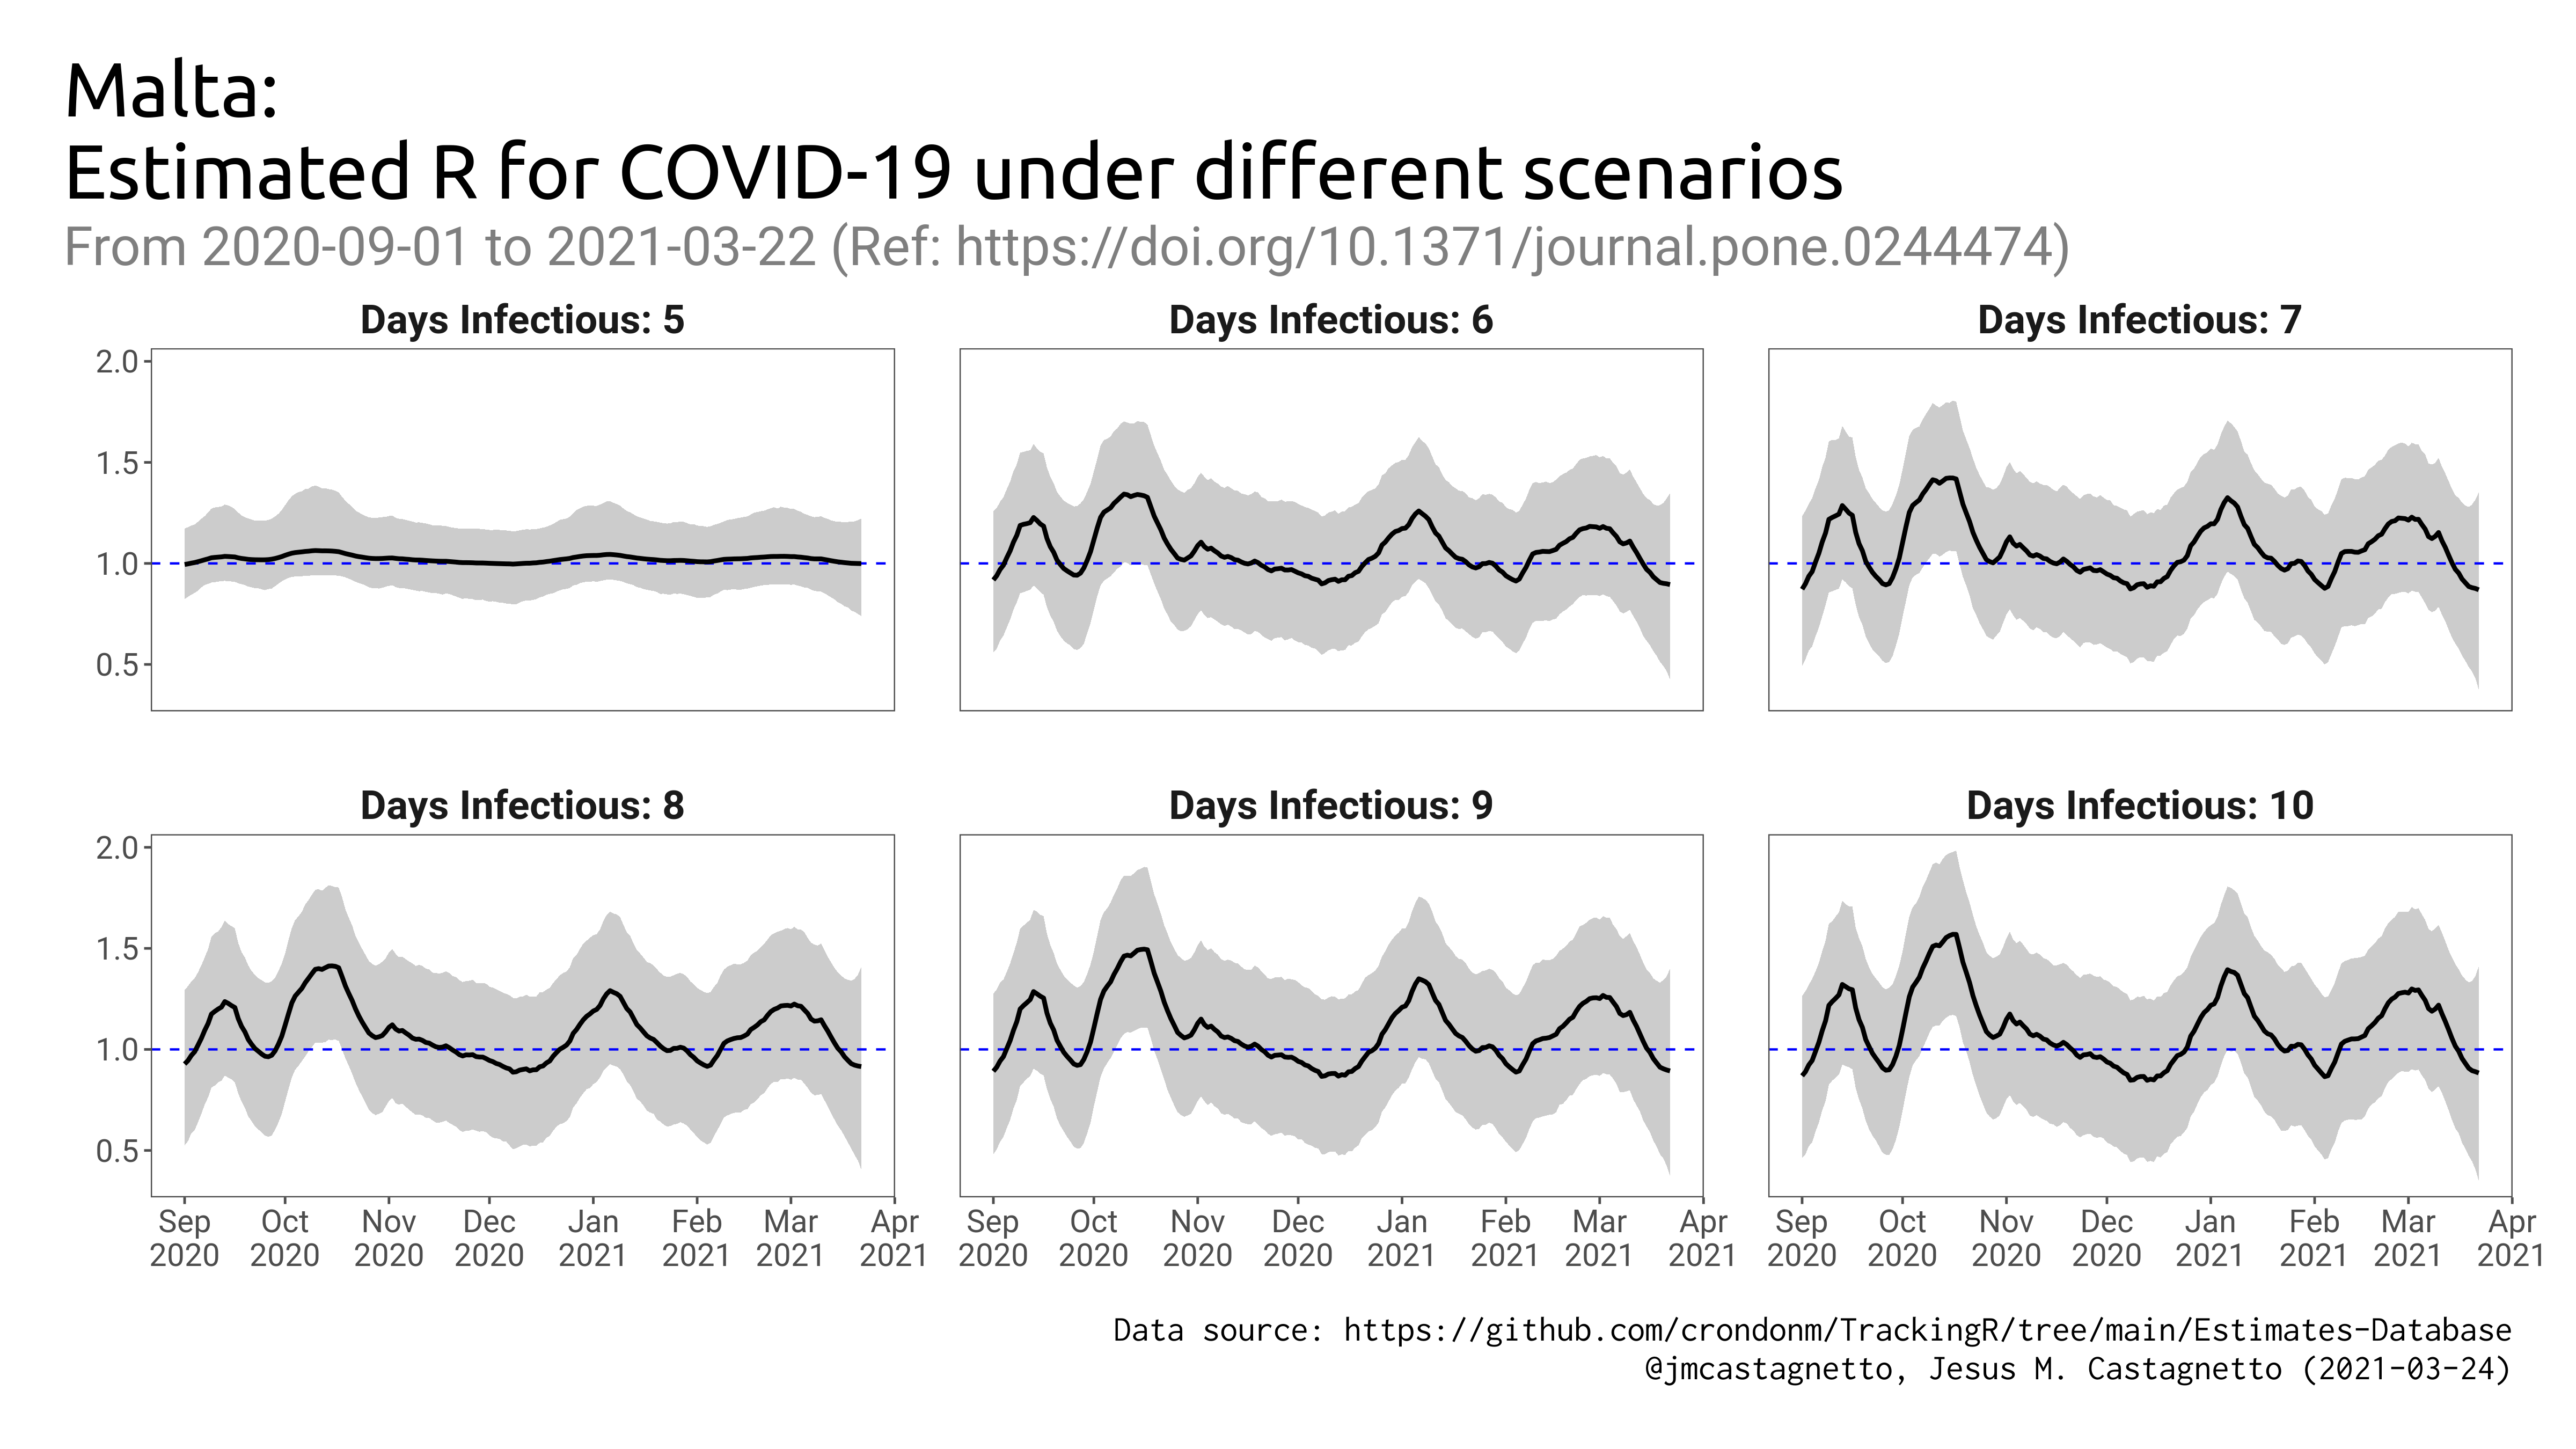 Malta:
Estimated R for COVID-19 under different scenarios
From 2020-09-01 to 2021-03-22 (Ref: https://doi.org/10.1371/journal.pone.0244474)
Days Infectious: 5
Days Infectious: 6
Days Infectious: 7
2.0
1.5
1.0
0.5
Days Infectious: 8
Days Infectious: 9
Days Infectious: 10
2.0
1.5
1.0
0.5
Sep Oct Nov Dec Jan Feb Mar Apr
2020 2020 2020 2020 2021 2021 2021 2021
Sep Oct Nov Dec Jan Feb Mar Apr
2020 2020 2020 2020 2021 2021 2021 2021
Sep Oct Nov Dec Jan Feb Mar Apr
2020 2020 2020 2020 2021 2021 2021 2021
Data source: https://github.com/crondonm/TrackingR/tree/main/Estimates-Database
@jmcastagnetto, Jesus M. Castagnetto (2021-03-24)